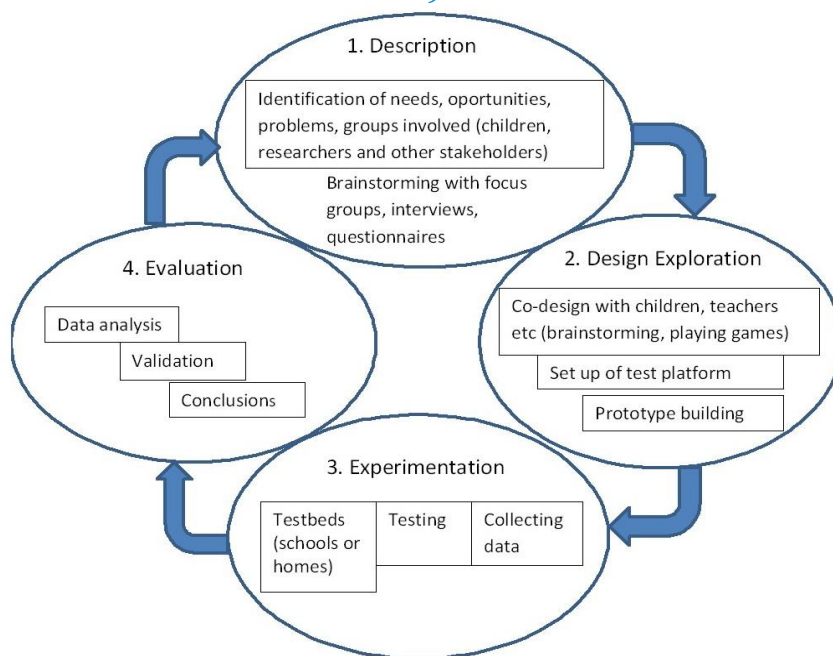 1. Description
Identification of needs, oportunities,
problems, groups involved (children,
researchers and other stakeholders)
Brainstorming with focus
groups, interviews,
questionnaires
2. Design Exploration
Co-design with children, teachers
etc (brainstorming, playing games)
Set up of test platform
Prototype building
3. Experimentation
Testbeds
(schools or
homes)
Testing
Collecting
data
4. Evaluation
Data analysis
Validation
Conclusions